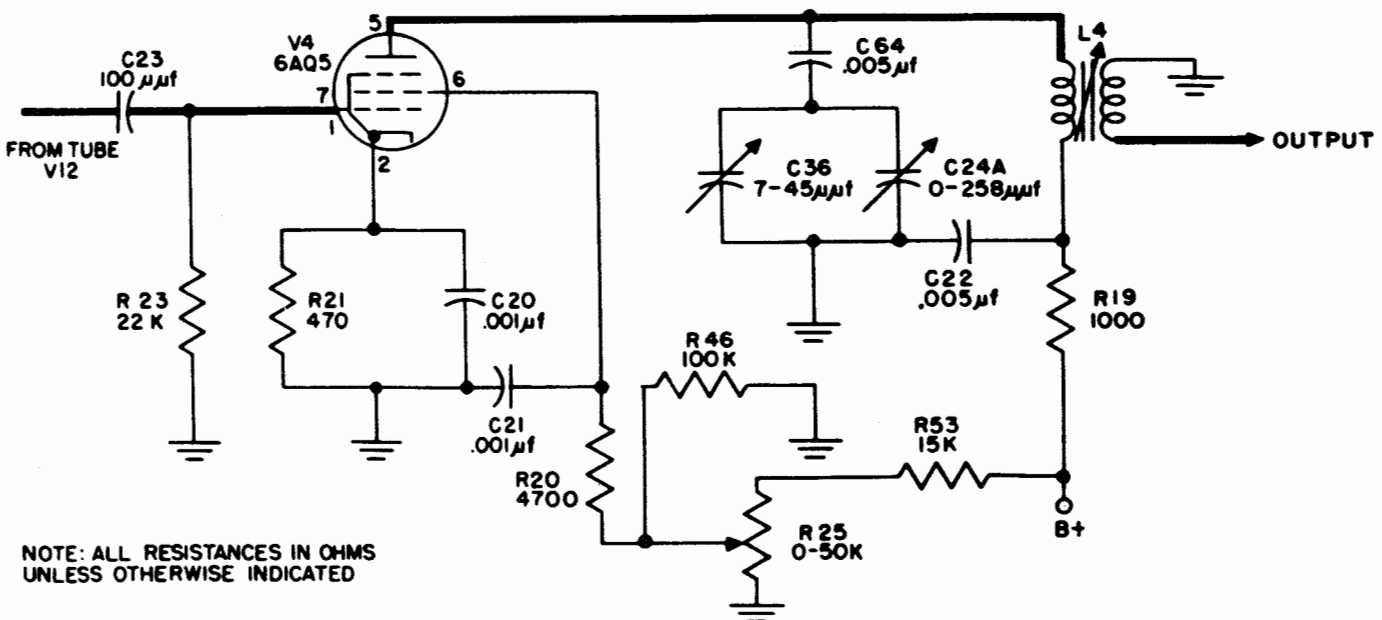 C23
100 μμf
V4
6AQ5
5
6
7
1
2
FROM TUBE
V12
C64
.005μf
L4
OUTPUT
C36
7-45μμf
C24A
0-258μμf
C22
.005μf
R 23
22 K
R21
470
C20
.001μf
C21
.001μf
R 46
100K
R19
1000
R53
15K
R20
4700
R 25
0-50K
B+
NOTE: ALL RESISTANCES IN OHMS
UNLESS OTHERWISE INDICATED